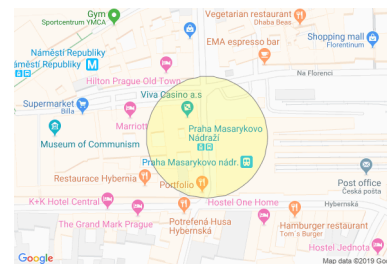 Gym
Sportcentrum YMCA
Vegetarian restaurant
Dhaba Beas
Shopping mall
Florentinum
EMA espresso bar
Náměstí Republiky
áměstí Republiky
Na Florenci
Hilton Prague Old Town
Viva Casino a.s
Supermarket
Billa
Marriott
Praha Masarykovo
Nádraží
Museum of Communism
Praha Masarykovo nádr.
Restaurace Hybernia
Portfolio
Post office
Česká pošta
K+K Hotel Central
Hostel One Home
Hybernská
The Grand Mark Prague
Potrefená Husa
Hybernská
Hamburger restaurant
Tom's Burger
Hostel Jednota
Google
Map data ©2019 Goo